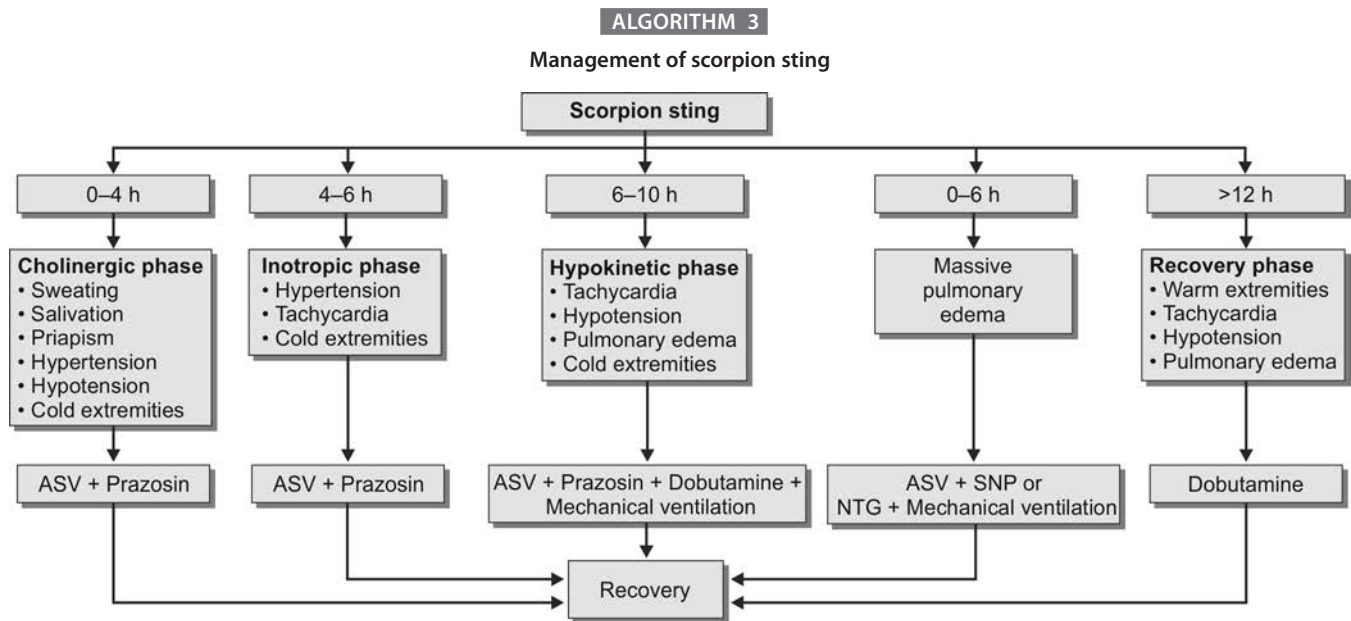 ALGORITHM 3
Management of scorpion sting
Scorpion sting
0–4 h
4–6 h
6–10 h
0–6 h
>12 h
Cholinergic phase
• Sweating
• Salivation
• Priapism
• Hypertension
• Hypotension
• Cold extremities
Inotropic phase
• Hypertension
• Tachycardia
• Cold extremities
Hypokinetic phase
• Tachycardia
• Hypotension
• Pulmonary edema
• Cold extremities
Massive
pulmonary
edema
Recovery phase
• Warm extremities
• Tachycardia
• Hypotension
• Pulmonary edema
ASV + Prazosin
ASV + Prazosin
ASV + Prazosin + Dobutamine +
Mechanical ventilation
ASV + SNP or
NTG + Mechanical ventilation
Dobutamine
Recovery